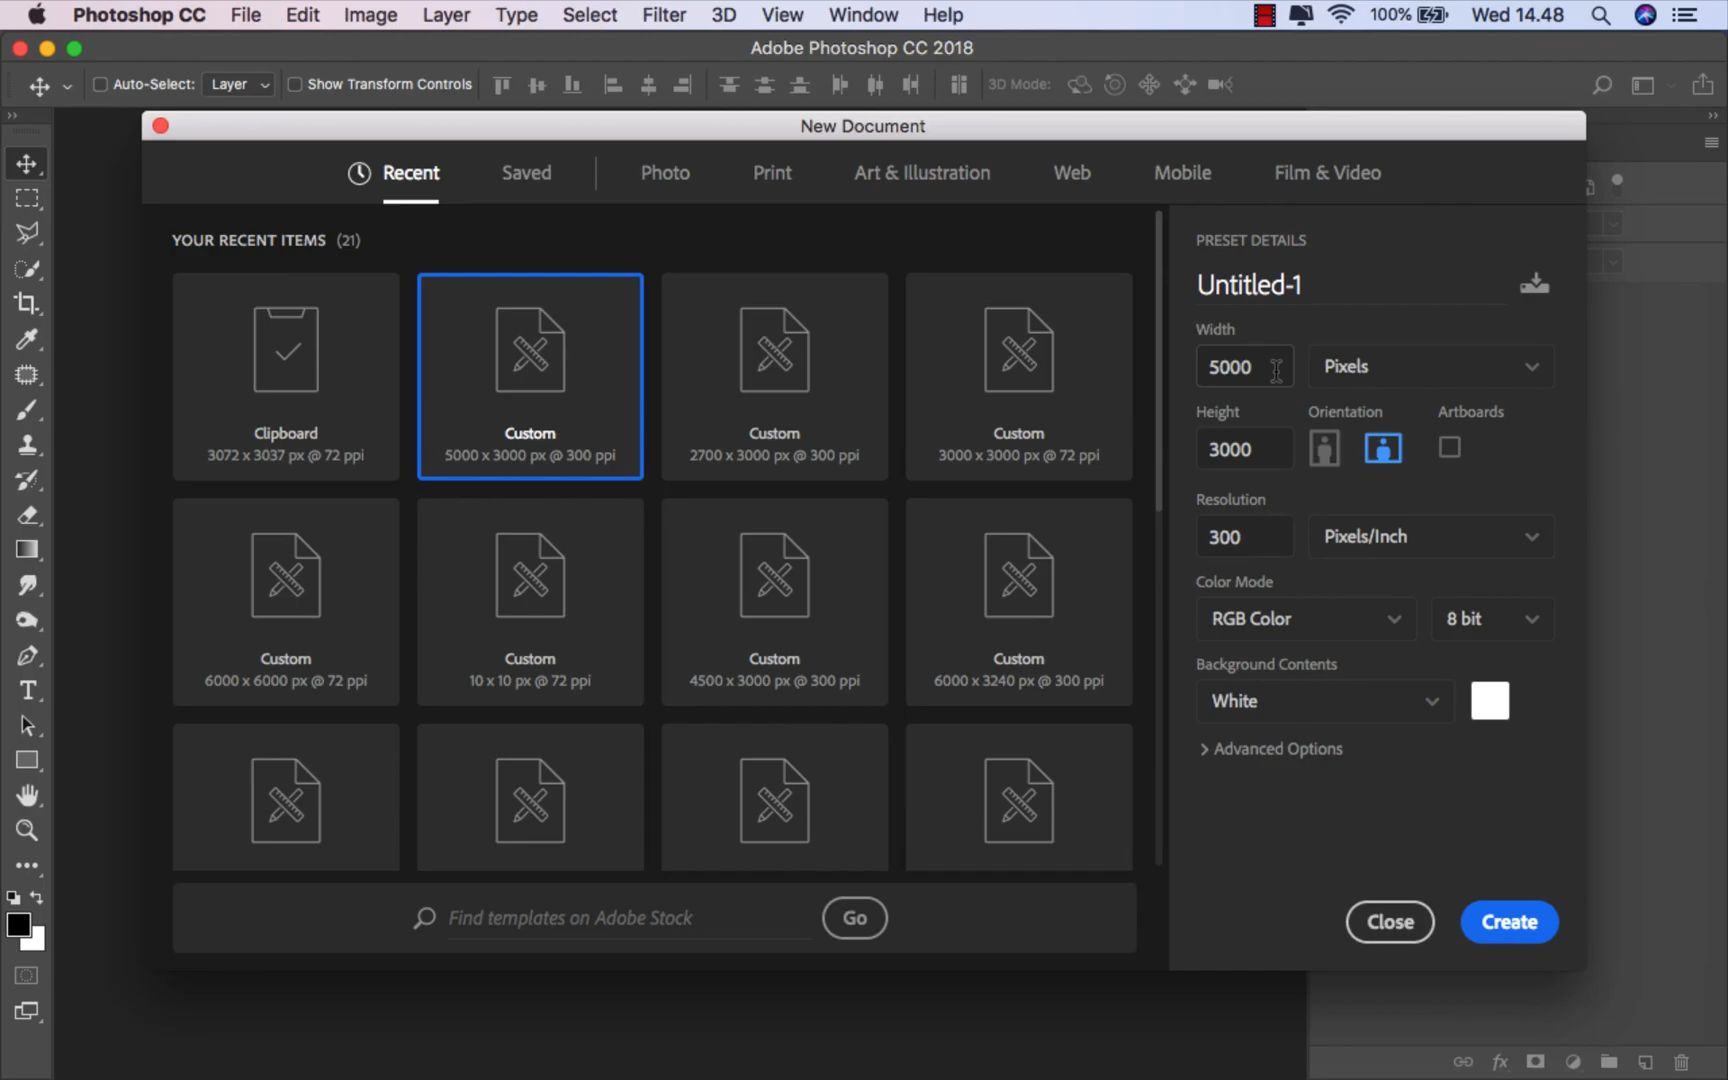 Photoshop CC File Edit Image Layer Type Select Filter 3D View Window Help 100% Wed 14.48
Adobe Photoshop CC 2018
Auto-Select: Layer Show Transform Controls 3D Mode:
New Document
Recent Saved Photo Print Art & Illustration Web Mobile Film & Video
YOUR RECENT ITEMS (21)
Clipboard
3072 x 3037 px @ 72 ppi
Custom
5000 x 3000 px @ 300 ppi
Custom
2700 x 3000 px @ 300 ppi
Custom
3000 x 3000 px @ 72 ppi
Custom
6000 x 6000 px @ 72 ppi
Custom
10 x 10 px @ 72 ppi
Custom
4500 x 3000 px @ 300 ppi
Custom
6000 x 3240 px @ 300 ppi
Find templates on Adobe Stock Go
PRESET DETAILS
Untitled-1
Width
5000 Pixels
Height Orientation Artboards
3000
Resolution
300 Pixels/Inch
Color Mode
RGB Color 8 bit
Background Contents
White
Advanced Options
Close Create
fx